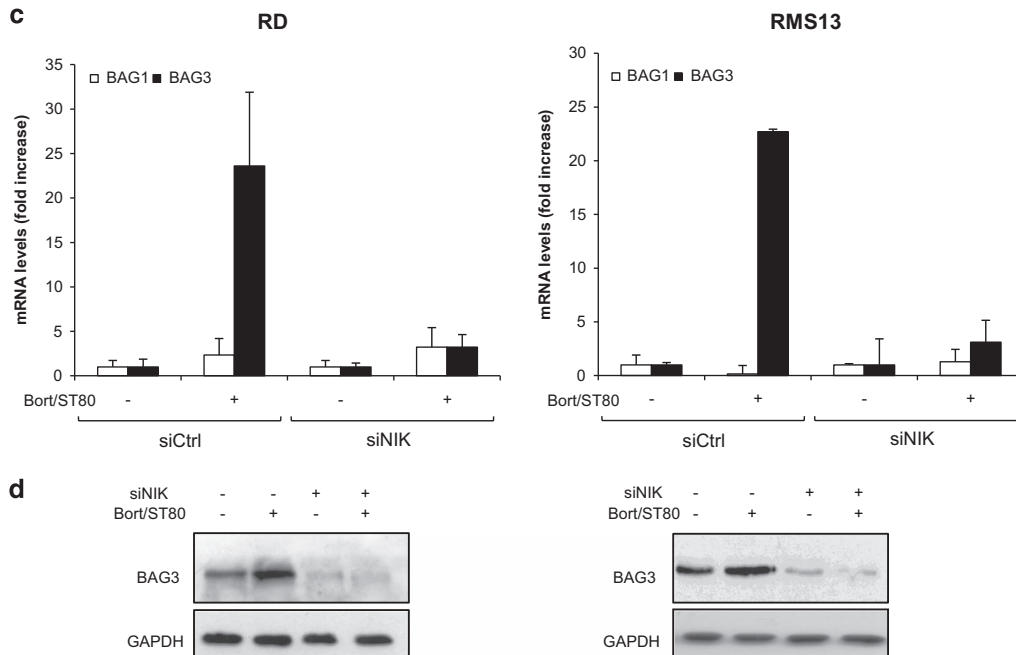 c
RD
mRNA levels (fold increase)
35
30
25
20
15
10
5
0
BAG1 BAG3
Bort/ST80 - + - +
siCtrl siNIK
RMS13
mRNA levels (fold increase)
30
25
20
15
10
5
0
BAG1 BAG3
Bort/ST80 - + - +
siCtrl siNIK
d
siNIK - - + +
Bort/ST80 - + - +
BAG3
GAPDH
siNIK - - + +
Bort/ST80 - + - +
BAG3
GAPDH